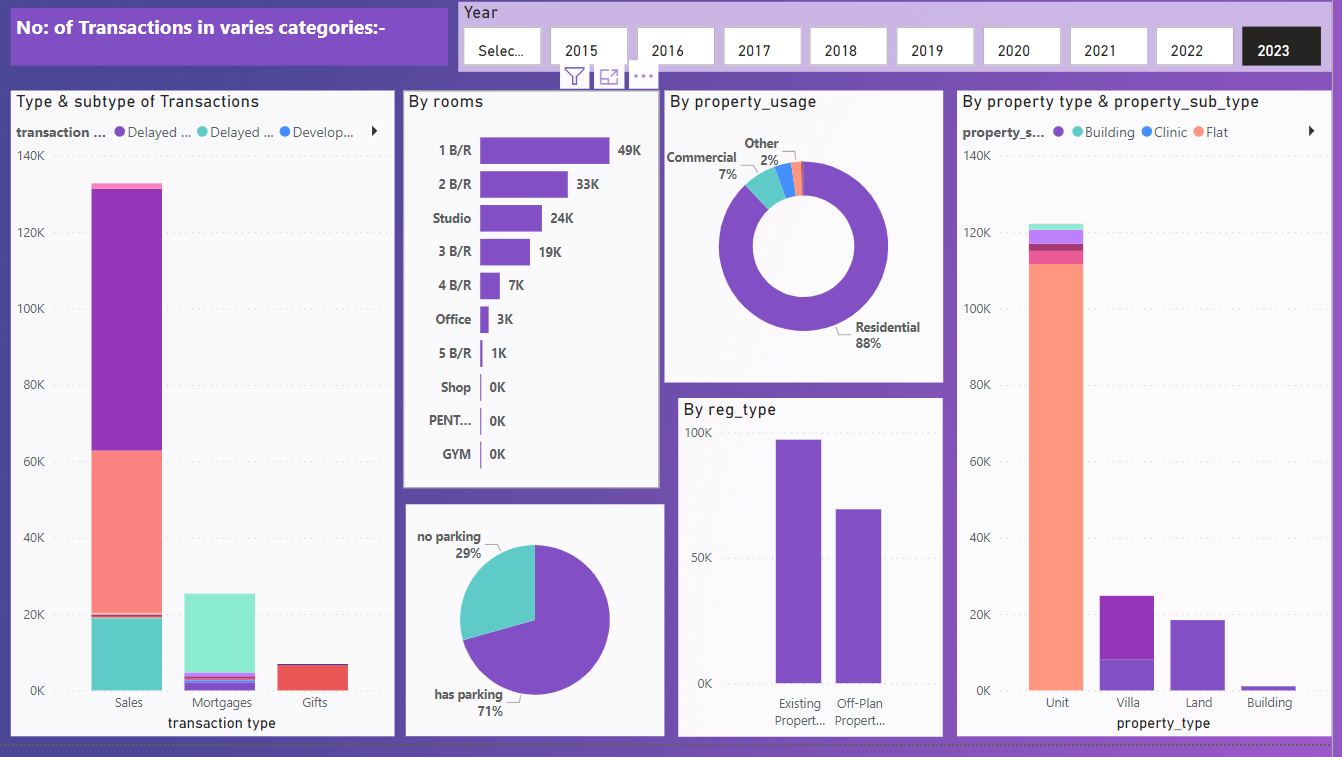 No: of Transactions in varies categories:-
Year
Selec...
2015
2016
2017
2018
2019
2020
2021
2022
2023
Type & subtype of Transactions
transaction ...
Delayed ...
Delayed ...
Develop...
140K
120K
100K
80K
60K
40K
20K
0K
Sales
Mortgages
Gifts
transaction type
By rooms
1 B/R
49K
2 B/R
33K
Studio
24K
3 B/R
19K
4 B/R
7K
Office
3K
5 B/R
1K
Shop
0K
PENT...
0K
GYM
0K
no parking
29%
has parking
71%
By property_usage
Other
2%
Commercial
7%
Residential
88%
By reg_type
100K
50K
0K
Existing
Propert...
Off-Plan
Propert...
By property type & property_sub_type
property_s...
Building
Clinic
Flat
140K
120K
100K
80K
60K
40K
20K
0K
Unit
Villa
Land
Building
property_type